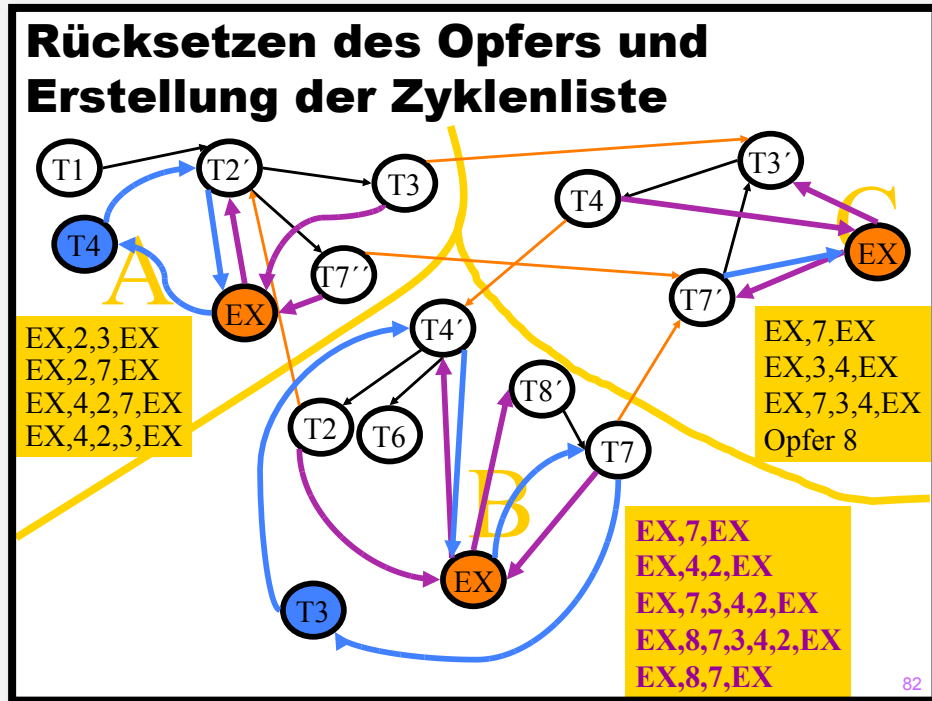 Rücksetzen des Opfers und
Erstellung der Zyklenliste
T1
T2´
T3
T4
T7´´
EX
A
EX,2,3,EX
EX,2,7,EX
EX,4,2,7,EX
EX,4,2,3,EX
T3´
T4
C
EX
T7´
EX,7,EX
EX,3,4,EX
EX,7,3,4,EX
Opfer 8
T4´
T8´
T2
T6
T7
B
EX
T3
EX,7,EX
EX,4,2,EX
EX,7,3,4,2,EX
EX,8,7,3,4,2,EX
EX,8,7,EX
82